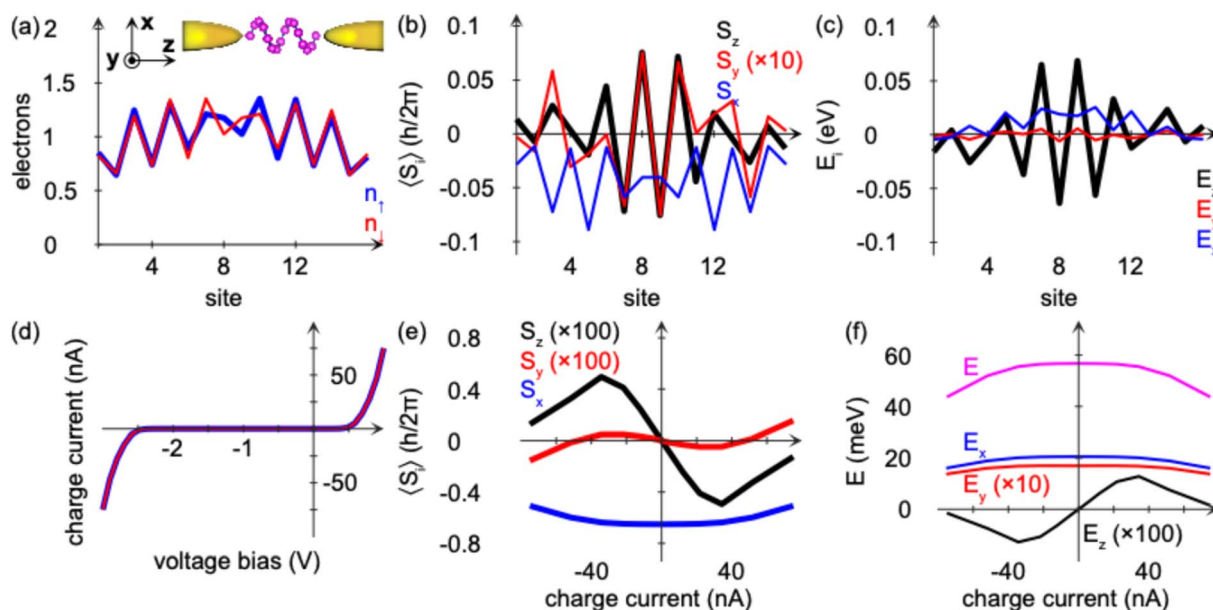 (a)
2
1.5
1
0.5
0
electrons
x
y
z
n↑
n↓
4
8
12
site
(b)
0.1
0.05
0
-0.05
-0.1
⟨S_i⟩ (h/2π)
S_z
S_y (×10)
S_x
4
8
12
site
(c)
0.1
0.05
0
-0.05
-0.1
E_i (eV)
E
E
E
4
8
12
site
(d)
charge current (nA)
50
-50
-2
-1
voltage bias (V)
(e)
0.8
0.4
0
-0.4
-0.8
⟨S_i⟩ (h/2π)
S_z (×100)
S_y (×100)
S_x
-40
40
charge current (nA)
(f)
60
40
20
0
E (meV)
E
E_x
E_y (×10)
E_z (×100)
-40
40
charge current (nA)